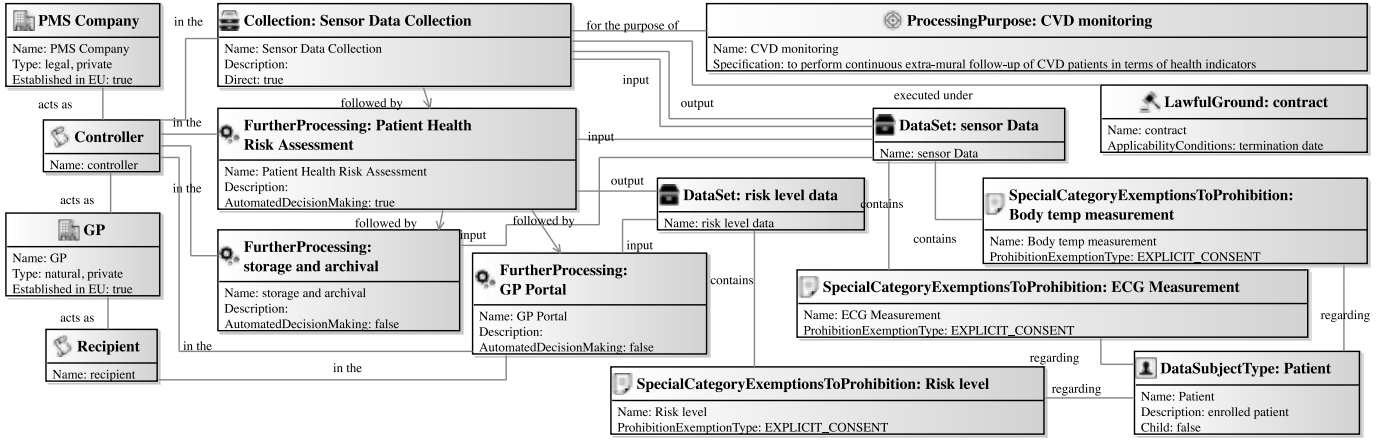 PMS Company
Name: PMS Company
Type: legal, private
Established in EU: true
in the
Collection: Sensor Data Collection
Name: Sensor Data Collection
Description:
Direct: true
for the purpose of
ProcessingPurpose: CVD monitoring
Name: CVD monitoring
Specification: to perform continuous extra-mural follow-up of CVD patients in terms of health indicators
input
output
executed under
LawfulGround: contract
Name: contract
ApplicabilityConditions: termination date
acts as
followed by
Controller
Name: controller
in the
FurtherProcessing: Patient Health
Risk Assessment
Name: Patient Health Risk Assessment
Description:
AutomatedDecisionMaking: true
input
DataSet: sensor Data
Name: sensor Data
in the
output
DataSet: risk level data
Name: risk level data
contains
contains
SpecialCategoryExemptionsToProhibition:
Body temp measurement
Name: Body temp measurement
ProhibitionExemptionType: EXPLICIT_CONSENT
acts as
GP
Name: GP
Type: natural, private
Established in EU: true
followed by
followed by
input
input
FurtherProcessing:
storage and archival
Name: storage and archival
Description:
AutomatedDecisionMaking: false
FurtherProcessing:
GP Portal
Name: GP Portal
Description:
AutomatedDecisionMaking: false
contains
SpecialCategoryExemptionsToProhibition: ECG Measurement
Name: ECG Measurement
ProhibitionExemptionType: EXPLICIT_CONSENT
regarding
acts as
Recipient
Name: recipient
in the
in the
regarding
SpecialCategoryExemptionsToProhibition: Risk level
Name: Risk level
ProhibitionExemptionType: EXPLICIT_CONSENT
regarding
DataSubjectType: Patient
Name: Patient
Description: enrolled patient
Child: false